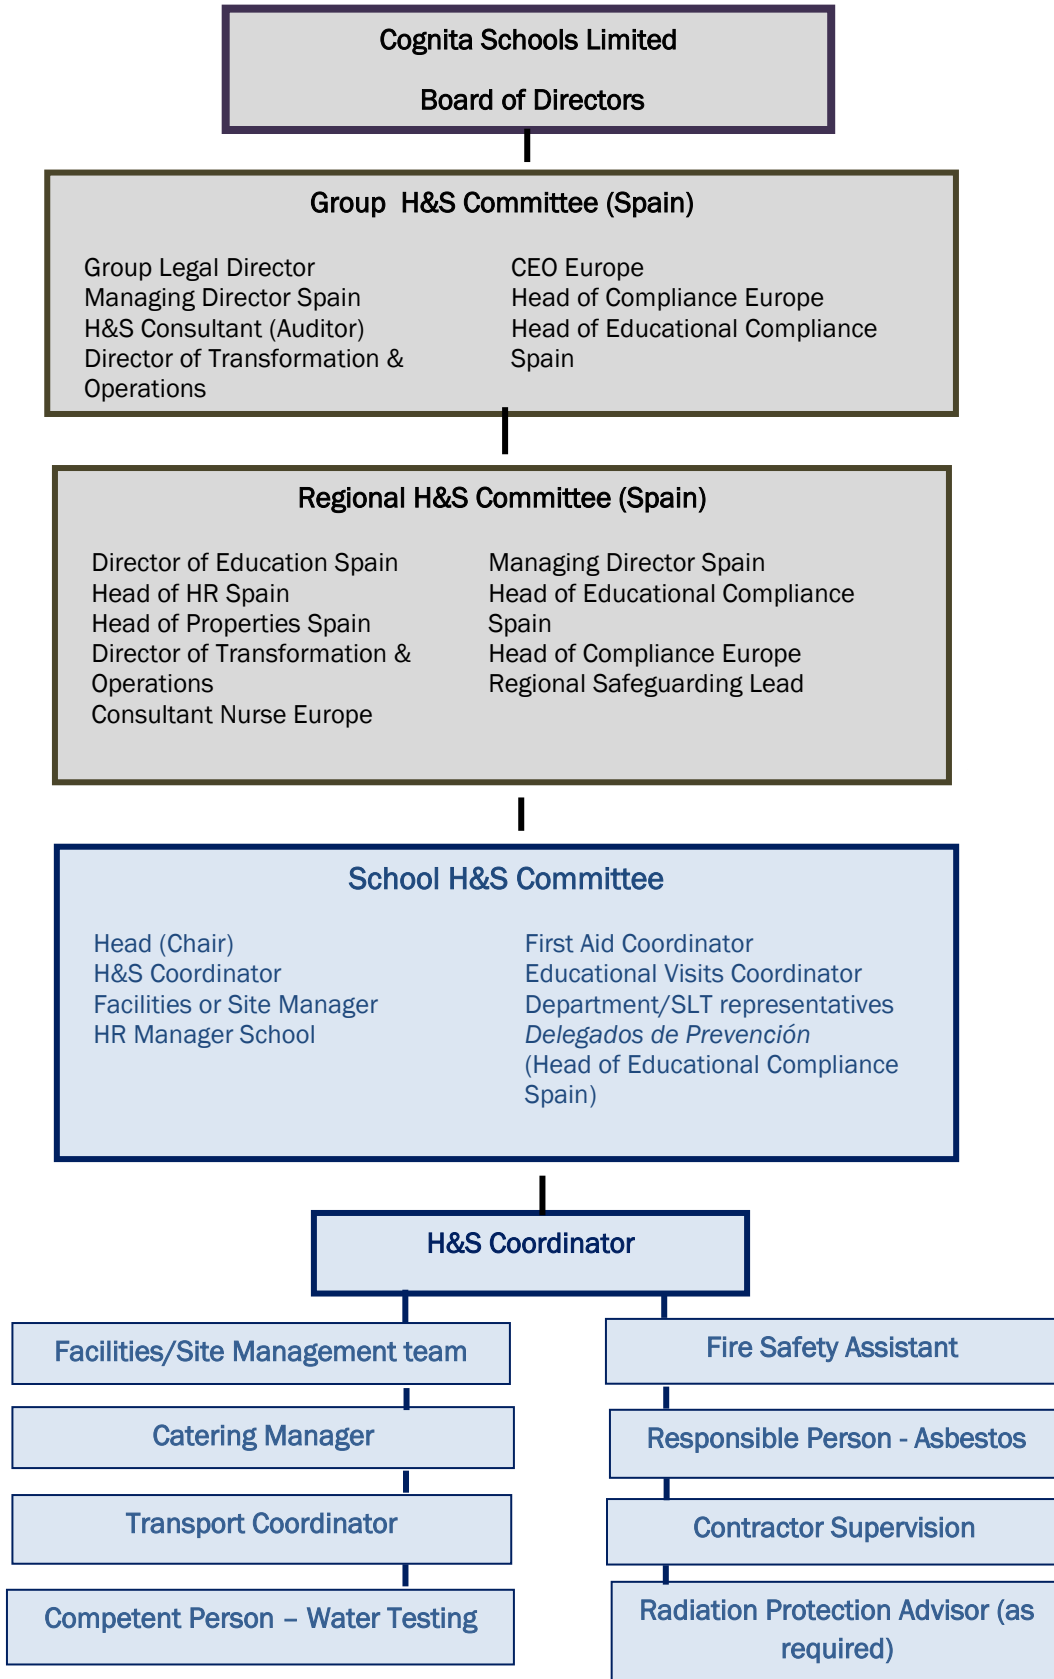 Cognita Schools Limited
Board of Directors
Group H&S Committee (Spain)
Group Legal Director
Managing Director Spain
H&S Consultant (Auditor)
Director of Transformation &
Operations
CEO Europe
Head of Compliance Europe
Head of Educational Compliance
Spain
Regional H&S Committee (Spain)
Director of Education Spain
Head of HR Spain
Head of Properties Spain
Director of Transformation &
Operations
Consultant Nurse Europe
Managing Director Spain
Head of Educational Compliance
Spain
Head of Compliance Europe
Regional Safeguarding Lead
School H&S Committee
Head (Chair)
H&S Coordinator
Facilities or Site Manager
HR Manager School
First Aid Coordinator
Educational Visits Coordinator
Department/SLT representatives
Delegados de Prevención
(Head of Educational Compliance
Spain)
H&S Coordinator
Facilities/Site Management team
Catering Manager
Transport Coordinator
Competent Person – Water Testing
Fire Safety Assistant
Responsible Person - Asbestos
Contractor Supervision
Radiation Protection Advisor (as
required)